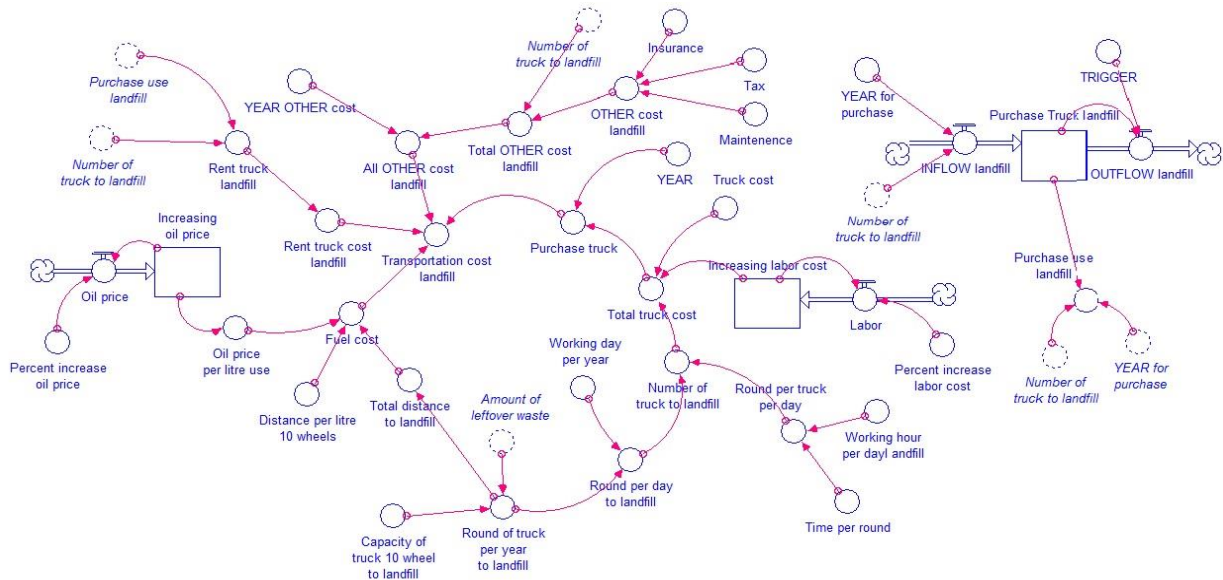 Number of
truck to landfill
Insurance
Purchase use
landfill
TRIGGER
Tax
YEAR OTHER cost
YEAR for
purchase
OTHER cost
landfill
Purchase Truck landfill
Maintenence
Number of
truck to landfill
Rent truck
landfill
All OTHER cost
landfill
Total OTHER cost
landfill
YEAR
INFLOW landfill
OUTFLOW landfill
Truck cost
Number of
truck to landfill
Increasing
oil price
Rent truck cost
landfill
Transportation cost
landfill
Purchase truck
Purchase use
landfill
Increasing labor cost
Oil price
Total truck cost
Labor
Percent increase
oil price
Oil price
per litre use
Fuel cost
Working day
per year
Number of
truck to landfill
Round per truck
per day
Percent increase
labor cost
Number of
truck to landfill
YEAR for
purchase
Distance per litre
10 wheels
Total distance
to landfill
Amount of
leftover waste
Working hour
per dayl andfill
Round per day
to landfill
Time per round
Capacity of
truck 10 wheel
to landfill
Round of truck
per year
to landfill